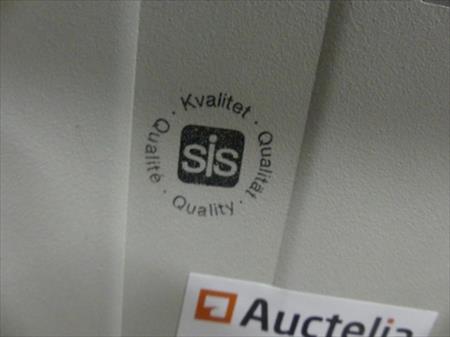 Kvalitet · Qualität · Quality · Qualité ·
sis
Auctelia